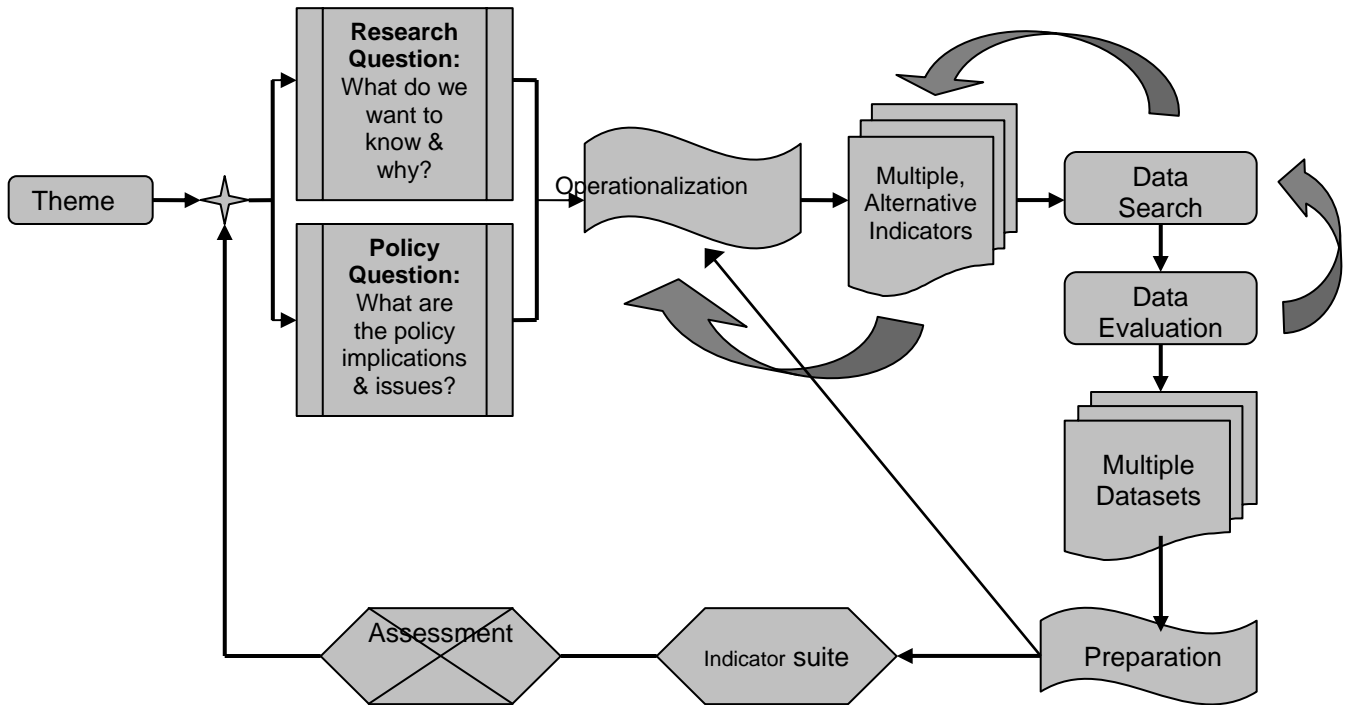 Theme
Research
Question:
What do we
want to
know &
why?
Policy
Question:
What are
the policy
implications
& issues?
Operationalization
Multiple,
Alternative
Indicators
Data
Search
Data
Evaluation
Multiple
Datasets
Preparation
Indicator suite
Assessment